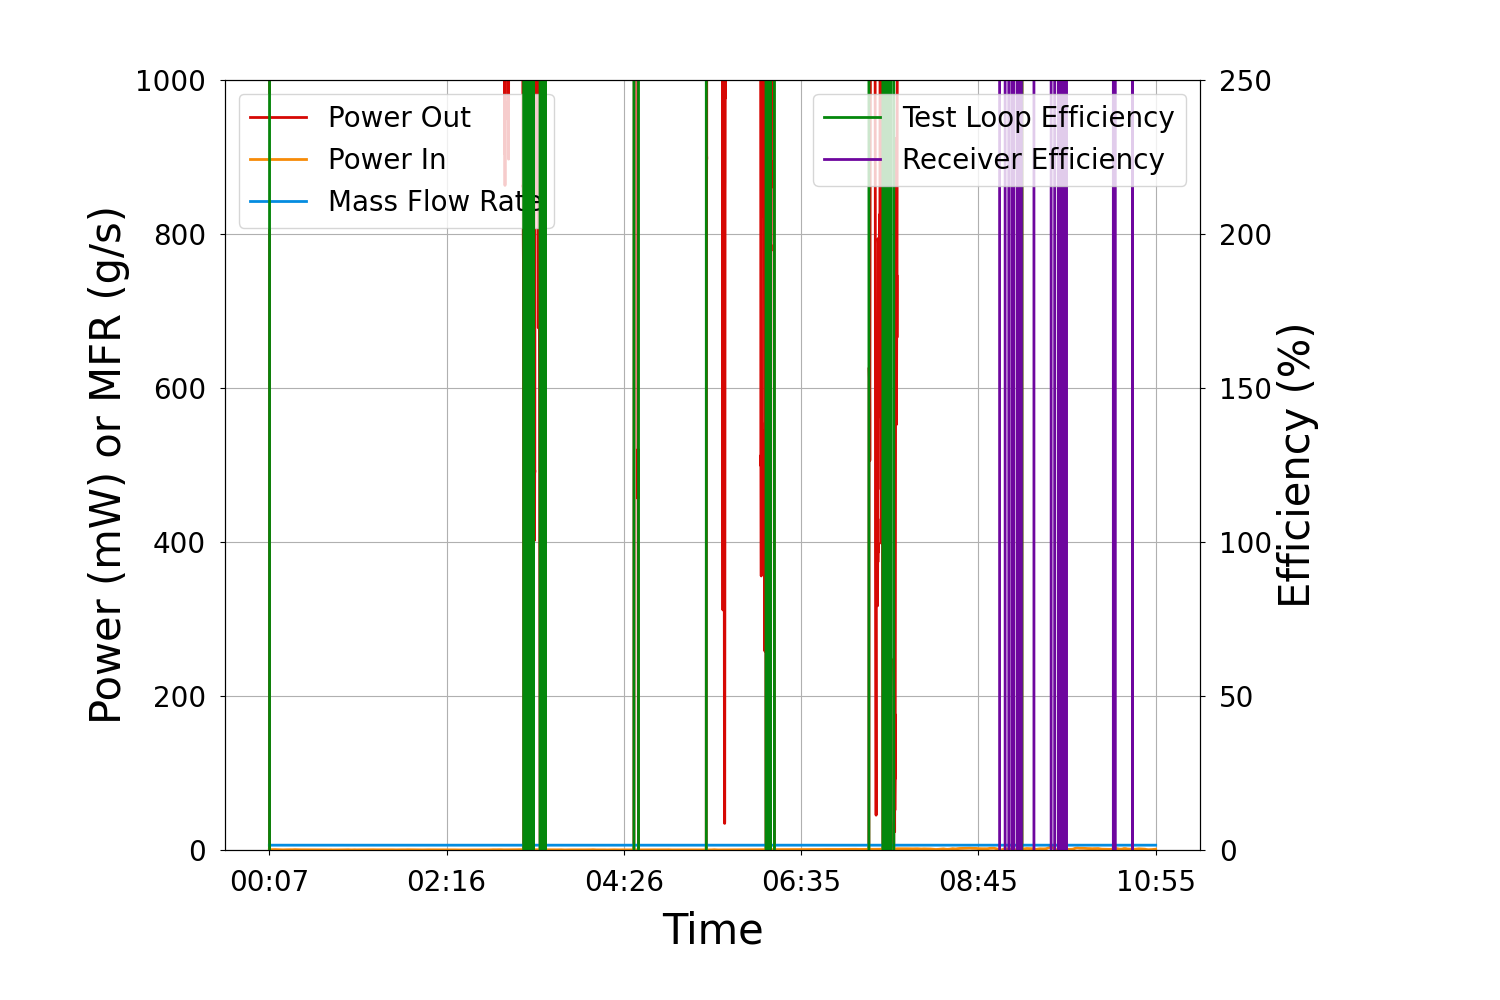 1000
800
600
400
200
0
Power (mW) or MFR (g/s)
Power Out
Power In
Mass Flow Rate
Test Loop Efficiency
Receiver Efficiency
250
200
150
100
50
0
Efficiency (%)
00:07 02:16 04:26 06:35 08:45 10:55
Time